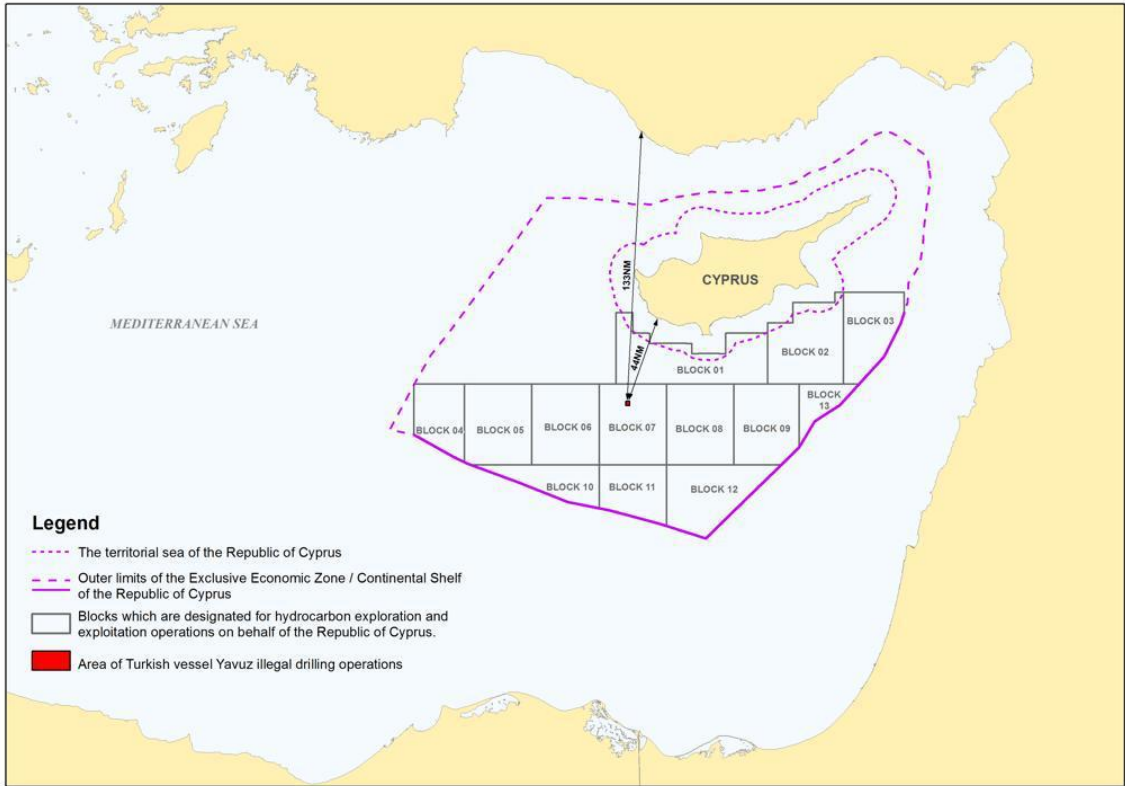 133NM
CYPRUS
MEDITERRANEAN SEA
44NM
BLOCK 03
BLOCK 02
BLOCK 01
BLOCK
13
BLOCK 04
BLOCK 05
BLOCK 06
BLOCK 07
BLOCK 08
BLOCK 09
BLOCK 10
BLOCK 11
BLOCK 12
Legend
The territorial sea of the Republic of Cyprus
Outer limits of the Exclusive Economic Zone / Continental Shelf
of the Republic of Cyprus
Blocks which are designated for hydrocarbon exploration and
exploitation operations on behalf of the Republic of Cyprus.
Area of Turkish vessel Yavuz illegal drilling operations